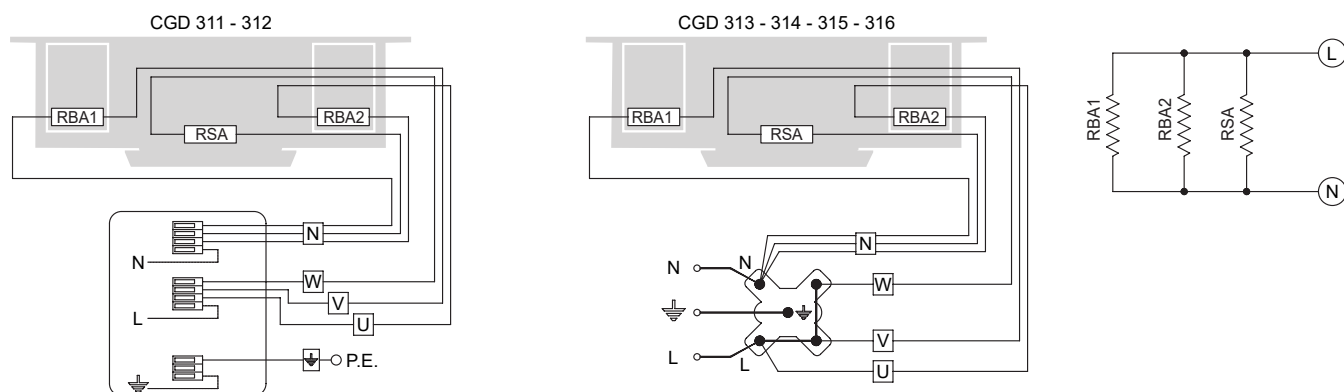 CGD 311 - 312
RBA1
RSA
RBA2
N
N
W
V
L
U
P.E.
CGD 313 - 314 - 315 - 316
RBA1
RSA
RBA2
N
N
N
W
V
L
L
U
RBA1
RBA2
RSA
L
N